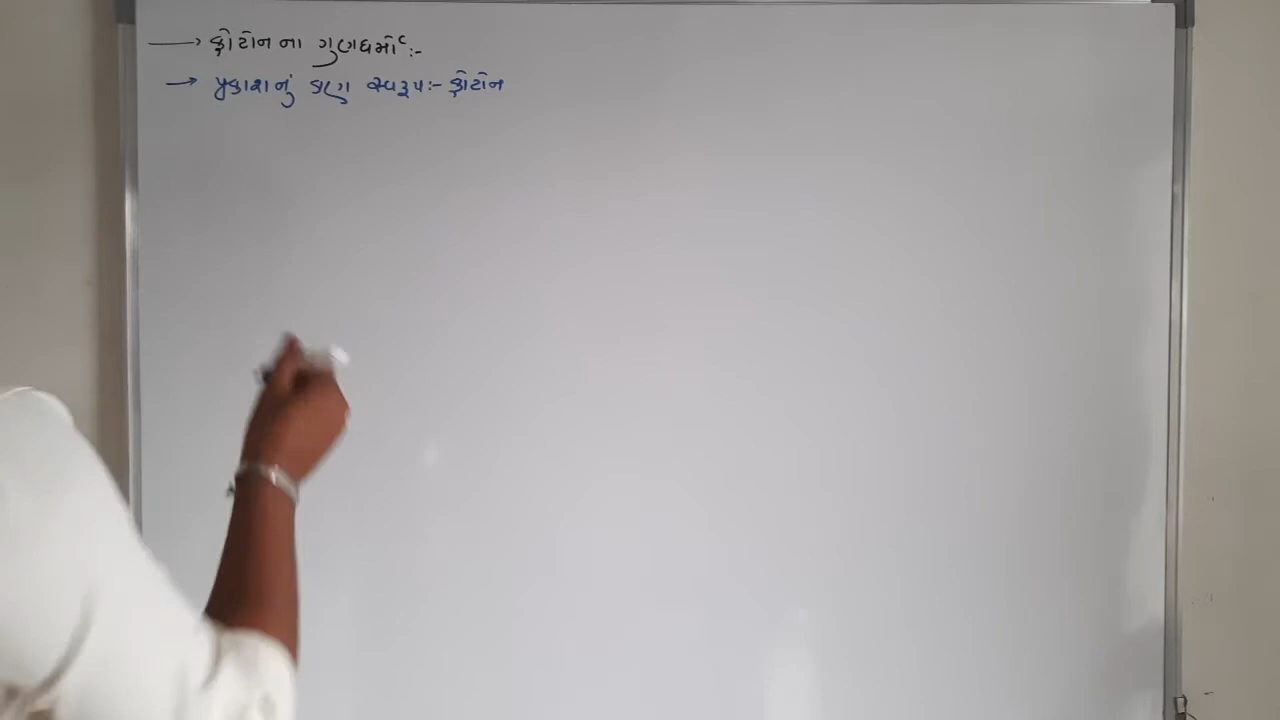 → ફોટોન ના ગુણધર્મો :-
→ પ્રકાશનું કણ સ્વરૂપ :- ફોટોન